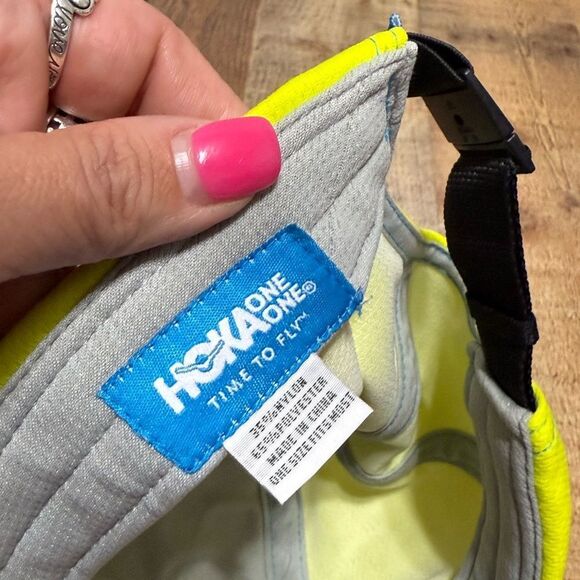 HOKA ONE ONE®
TIME TO FLY™
35%NYLON
65%POLYESTER
MADE IN CHINA
ONE SIZE FITS MOST